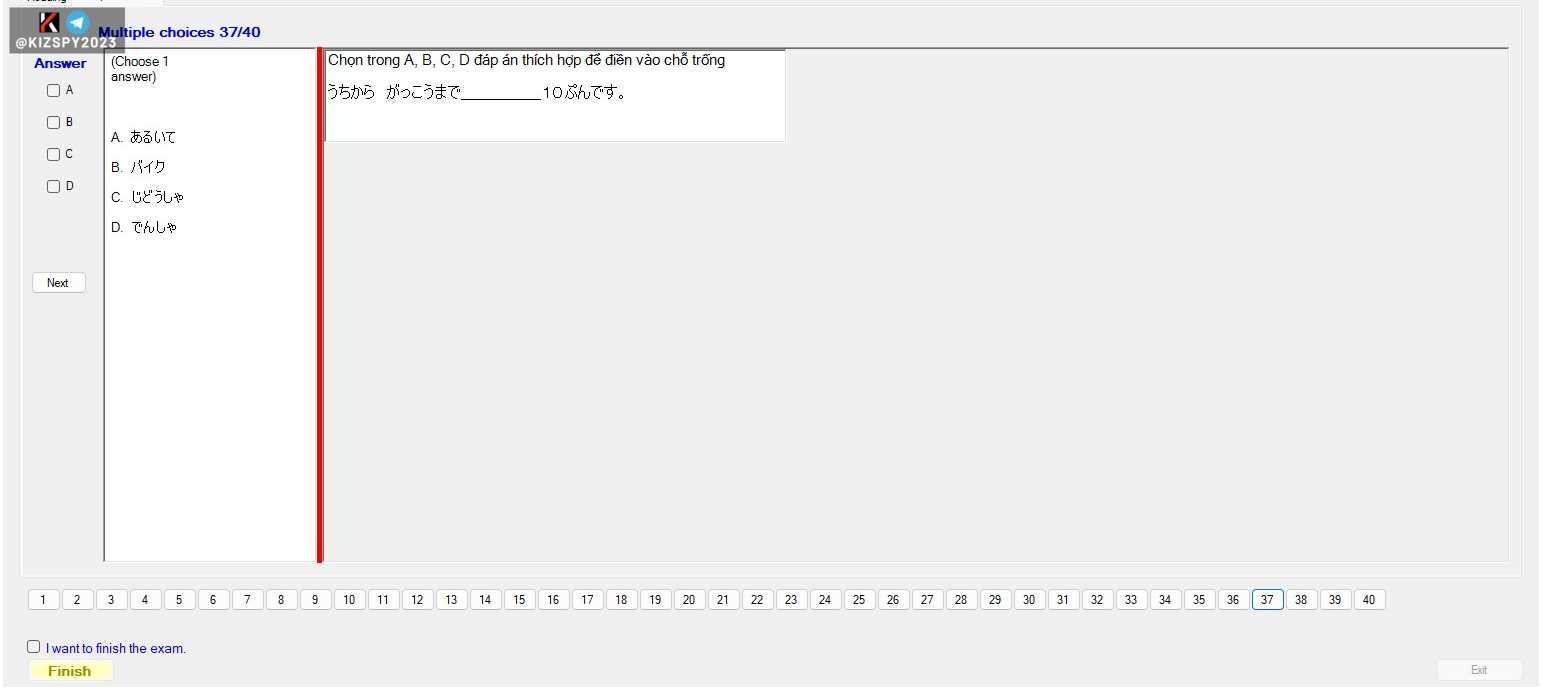 @KIZSPY2023
Multiple choices 37/40
Answer
A
B
C
D
Next
(Choose 1
answer)
A. あるいて
B. バイク
C. じどうしゃ
D. でんしゃ
Chọn trong A, B, C, D đáp án thích hợp để điền vào chỗ trống
うちから　がっこうまで__________10ぷんです。
1 2 3 4 5 6 7 8 9 10 11 12 13 14 15 16 17 18 19 20 21 22 23 24 25 26 27 28 29 30 31 32 33 34 35 36 37 38 39 40
I want to finish the exam.
Finish
Exit